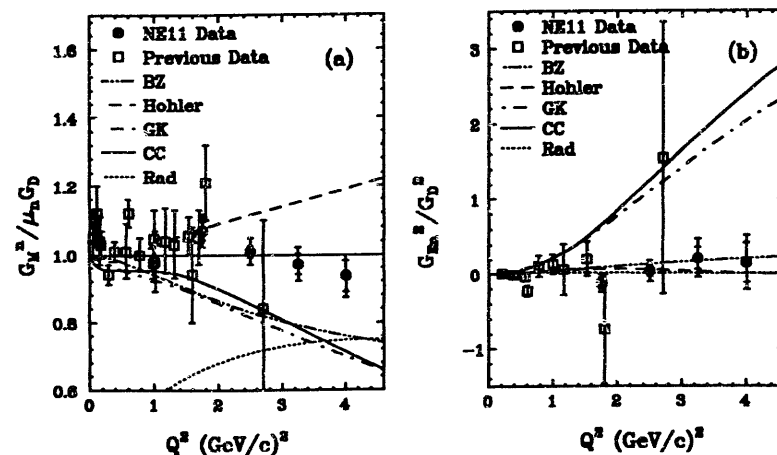 1.6
1.4
1.2
1.0
0.8
0.6
0
1
2
3
4
G_M^n/μ_nG_D
Q² (GeV/c)²
NE11 Data
Previous Data
BZ
Hohler
GK
CC
Rad
(a)
3
2
1
0
−1
0
1
2
3
4
Q² (GeV/c)²
NE11 Data
Previous Data
BZ
Hohler
GK
CC
Rad
(b)